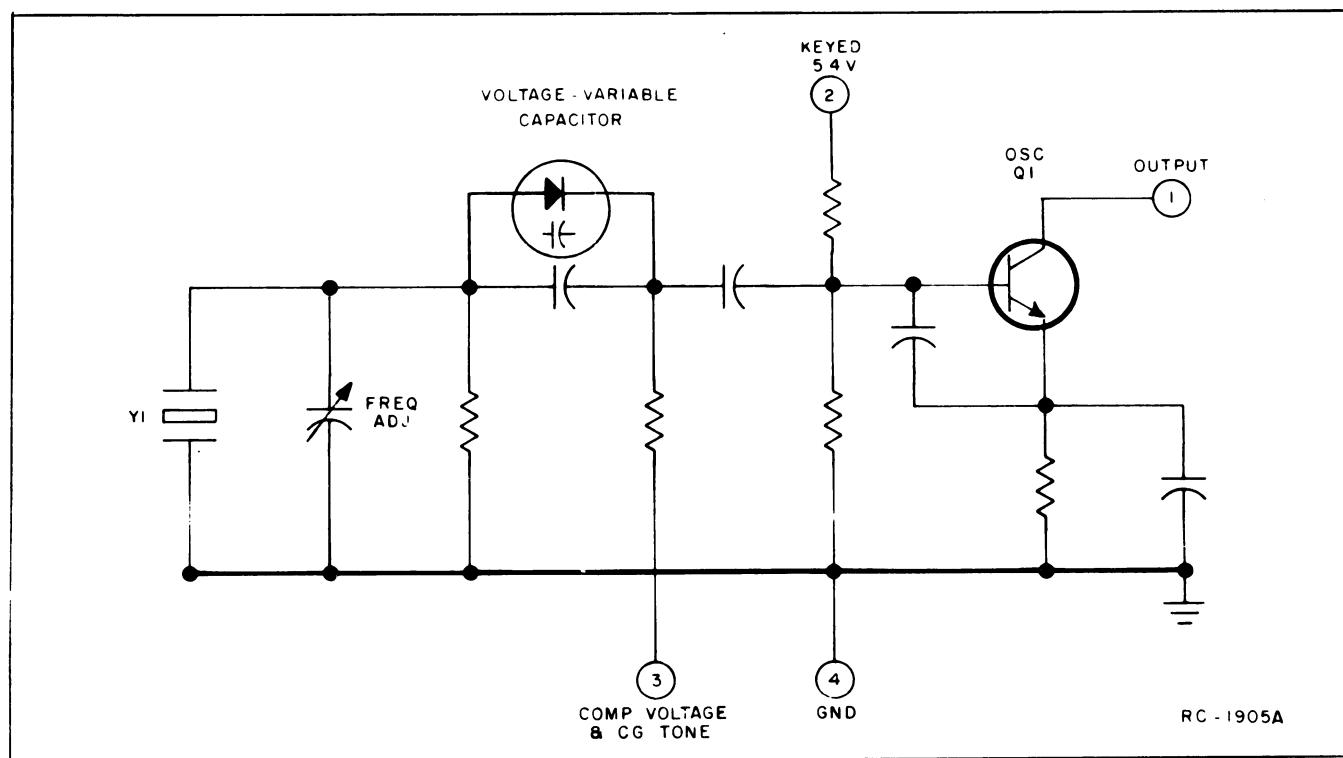 KEYED
5.4V
2
VOLTAGE-VARIABLE
CAPACITOR
OSC
Q1
OUTPUT
1
Y1
FREQ
ADJ
3
COMP VOLTAGE
& CG TONE
4
GND
RC-1905A